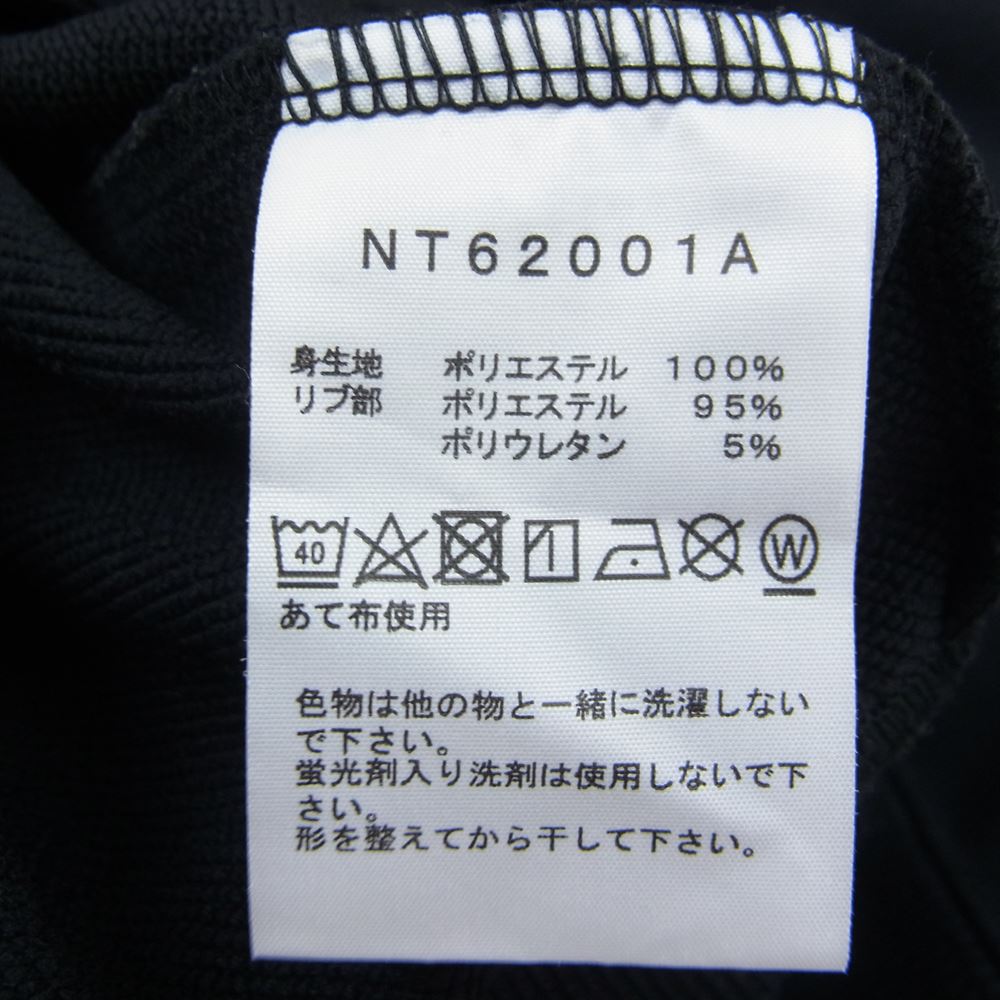 NT62001A
身生地 ポリエステル 100%
リブ部 ポリエステル 95%
ポリウレタン 5%
40 W
あて布使用
色物は他の物と一緒に洗濯しない
で下さい。
蛍光剤入り洗剤は使用しないで下
さい。
形を整えてから干して下さい。